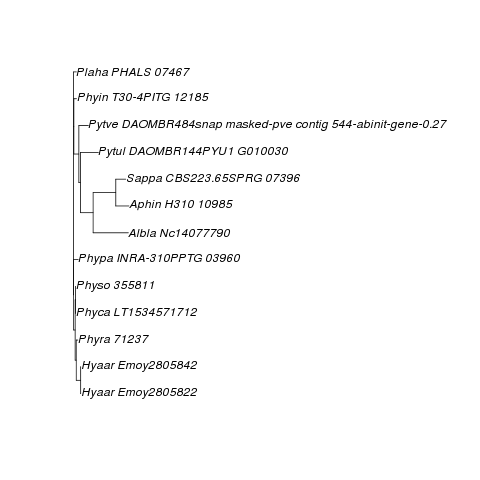 Plaha PHALS 07467
Phyin T30-4PITG 12185
Pytve DAOMBR484snap masked-pve contig 544-abinit-gene-0.27
Pytul DAOMBR144PYU1 G010030
Sappa CBS223.65SPRG 07396
Aphin H310 10985
Albla Nc14077790
Phypa INRA-310PPTG 03960
Physo 355811
Phyca LT1534571712
Phyra 71237
Hyaar Emoy2805842
Hyaar Emoy2805822